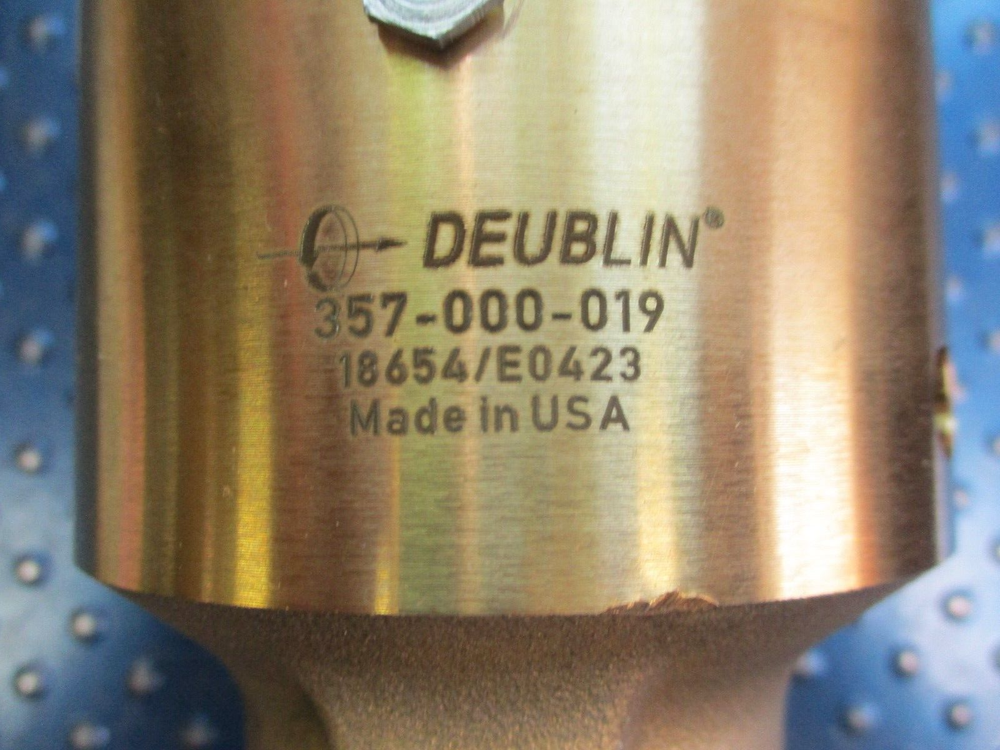 DEUBLIN®
357-000-019
18654/E0423
Made in USA